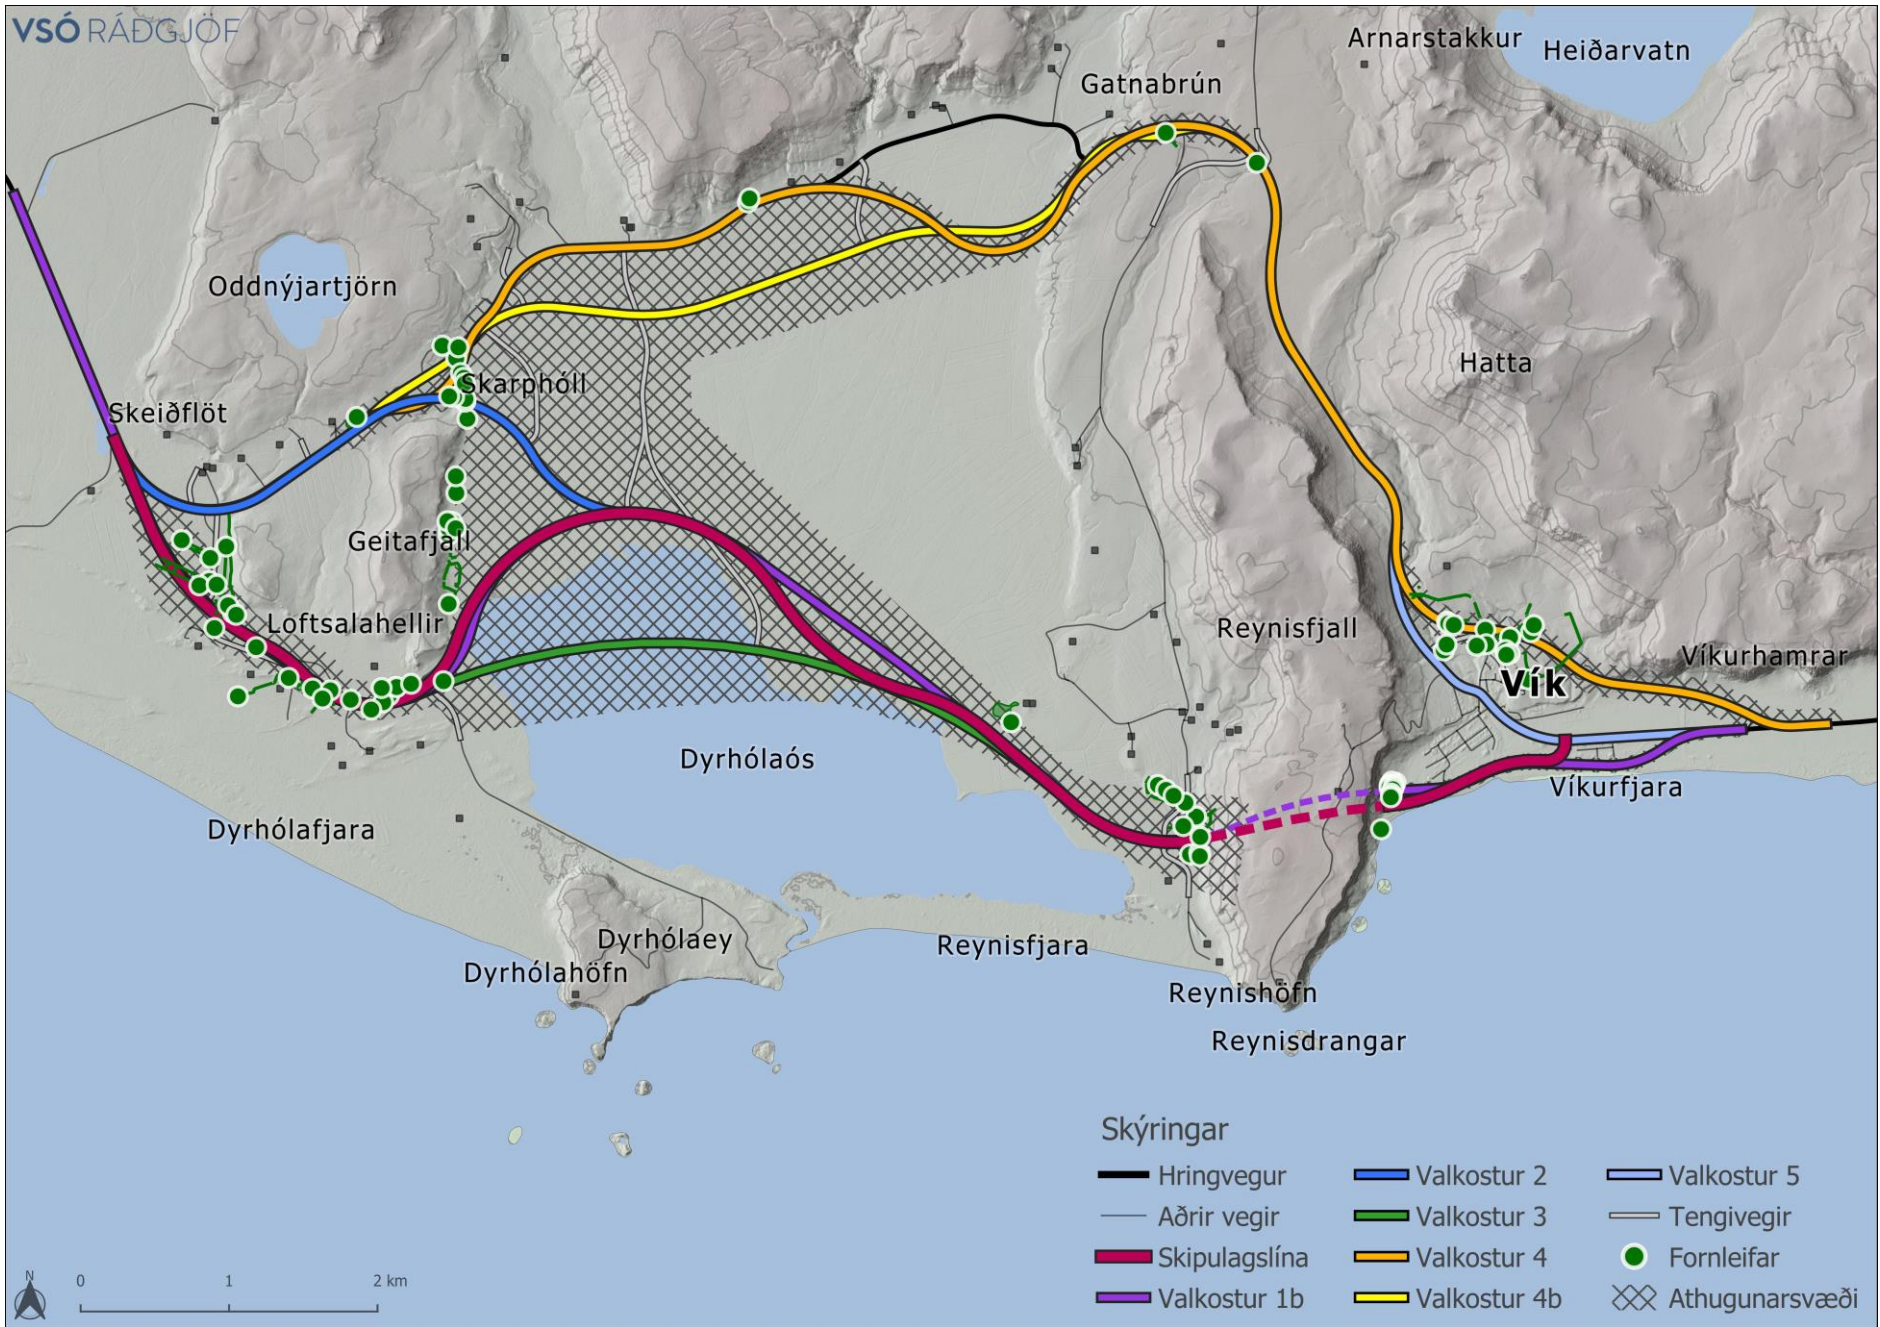 VSÓ RÁÐGJÖF
Arnarstakkur
Heiðarvatn
Gatnabrún
Oddnýjartjörn
Hatta
Skarphóll
Skeiðflöt
Geitafjall
Loftsalahellir
Reynisfjall
Víkurhamrar
Vík
Dyrhólaós
Víkurfjara
Dyrhólafjara
Dyrhólaey
Reynisfjara
Dyrhólahöfn
Reynishöfn
Reynisdrangar
Skýringar
Hringvegur
Aðrir vegir
Skipulagslína
Valkostur 1b
Valkostur 2
Valkostur 3
Valkostur 4
Valkostur 4b
Valkostur 5
Tengivegir
Fornleifar
Athugunarsvæði
N
0 1 2 km